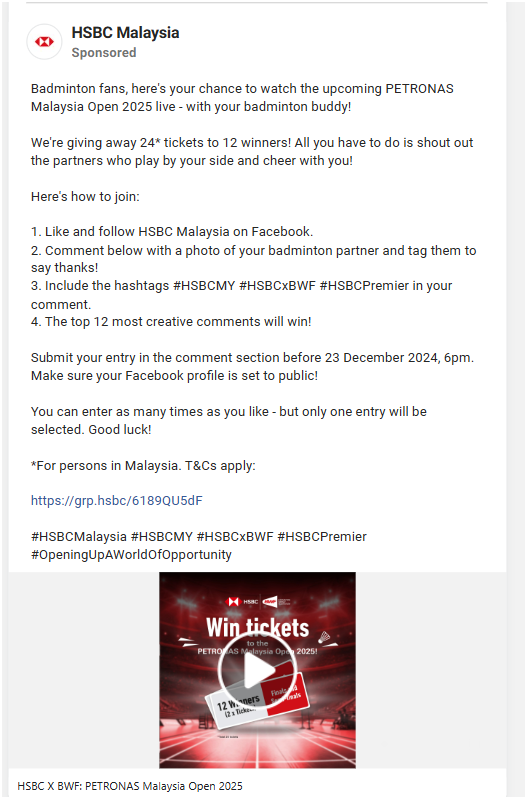 HSBC Malaysia
Sponsored
Badminton fans, here's your chance to watch the upcoming PETRONAS
Malaysia Open 2025 live - with your badminton buddy!
We're giving away 24* tickets to 12 winners! All you have to do is shout out
the partners who play by your side and cheer with you!
Here's how to join:
1. Like and follow HSBC Malaysia on Facebook.
2. Comment below with a photo of your badminton partner and tag them to
say thanks!
3. Include the hashtags #HSBCMY #HSBCxBWF #HSBCPremier in your
comment.
4. The top 12 most creative comments will win!
Submit your entry in the comment section before 23 December 2024, 6pm.
Make sure your Facebook profile is set to public!
You can enter as many times as you like - but only one entry will be
selected. Good luck!
*For persons in Malaysia. T&Cs apply:
https://grp.hsbc/6189QU5dF
#HSBCMalaysia #HSBCMY #HSBCxBWF #HSBCPremier
#OpeningUpAWorldOfOpportunity
HSBC
Win tickets
to the
PETRONAS Malaysia Open 2025!
12 Winners
(2 x Tickets)
HSBC X BWF: PETRONAS Malaysia Open 2025